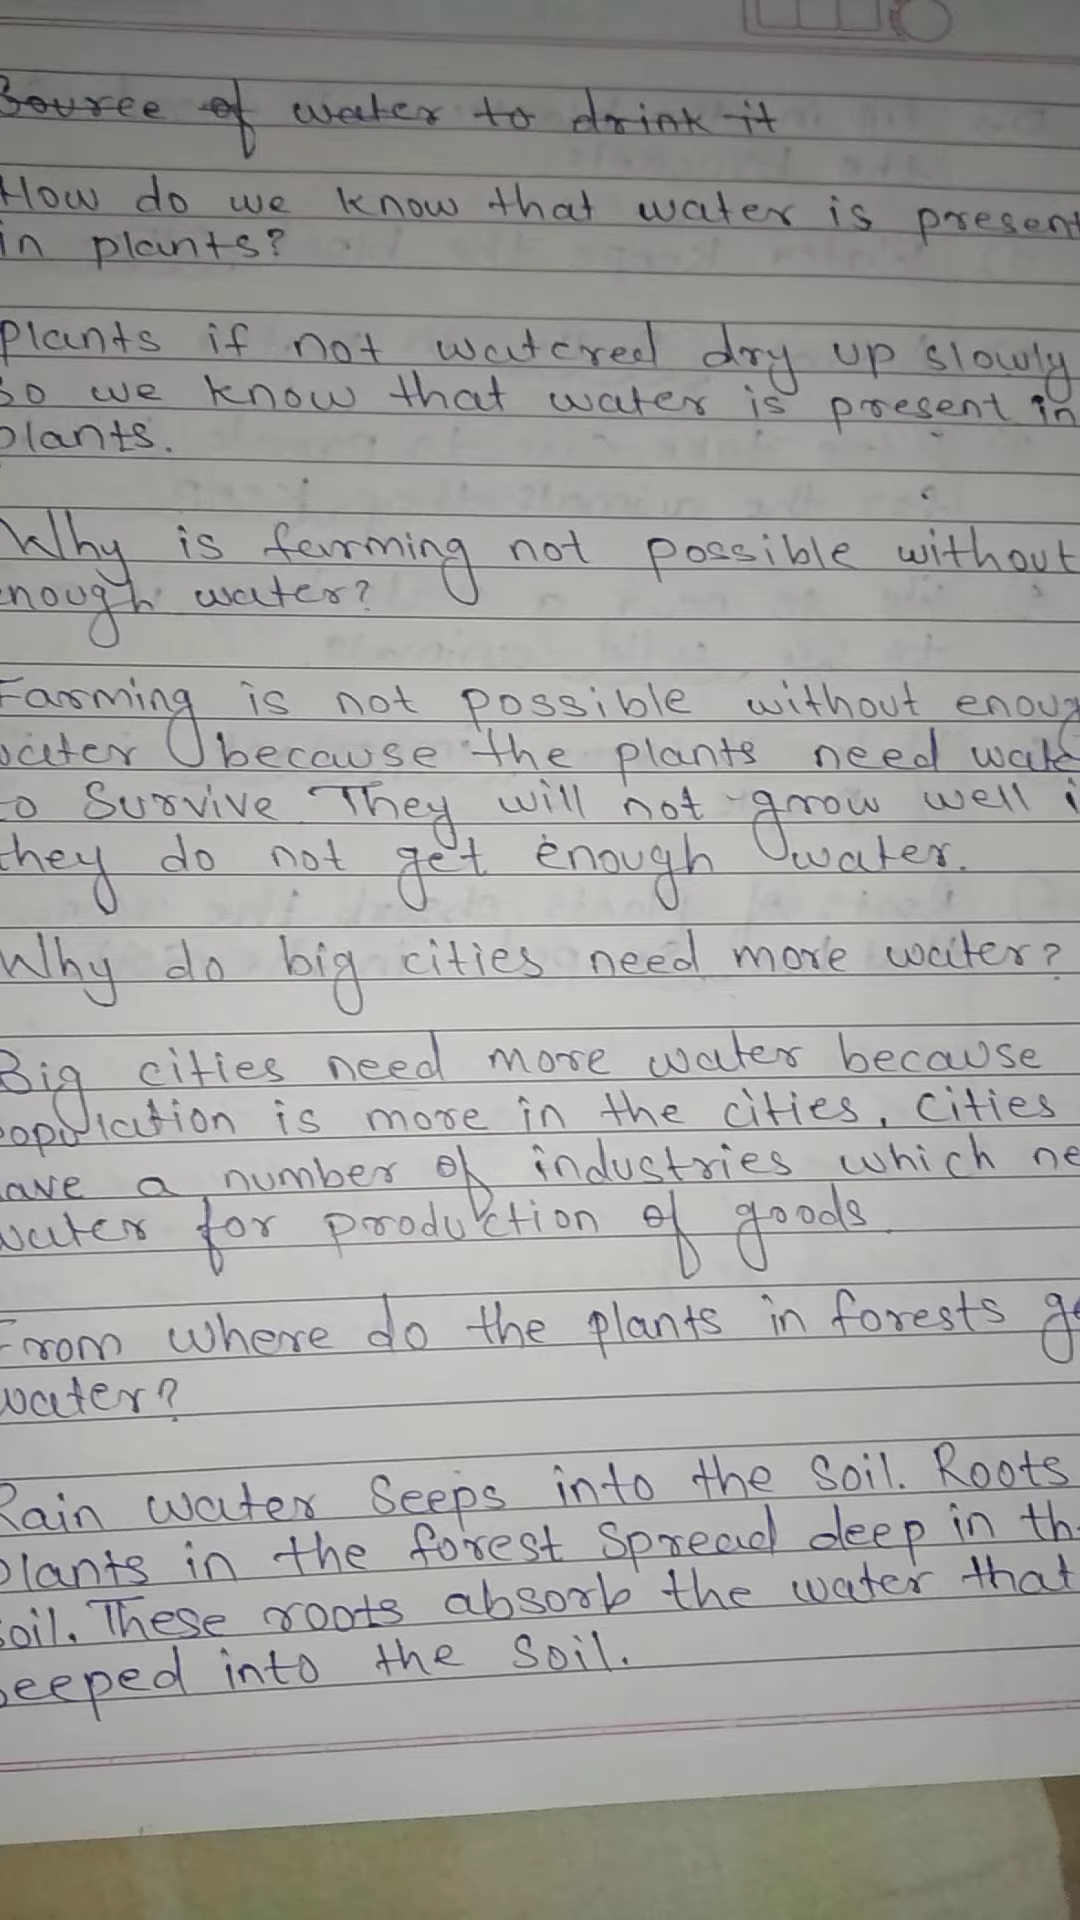 Source of water to drink it
How do we know that water is present
in plants?
Plants if not watered dry up slowly
So we know that water is present in
plants.
Why is farming not possible without
enough water?
Farming is not possible without enoug
water because the plants need wate
to Survive They will not grow well i
they do not get enough water.
Why do big cities need more water?
Big cities need more water because
population is more in the cities, cities
have a number of industries which ne
water for production of goods
From where do the plants in forests ge
water?
Rain water Seeps into the Soil. Roots
plants in the forest Spread deep in th
soil. These roots absorb the water that
seeped into the Soil.